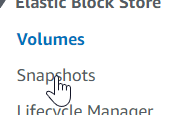 Elastic Block Store
Volumes
Snapshots
Lifecycle Manager